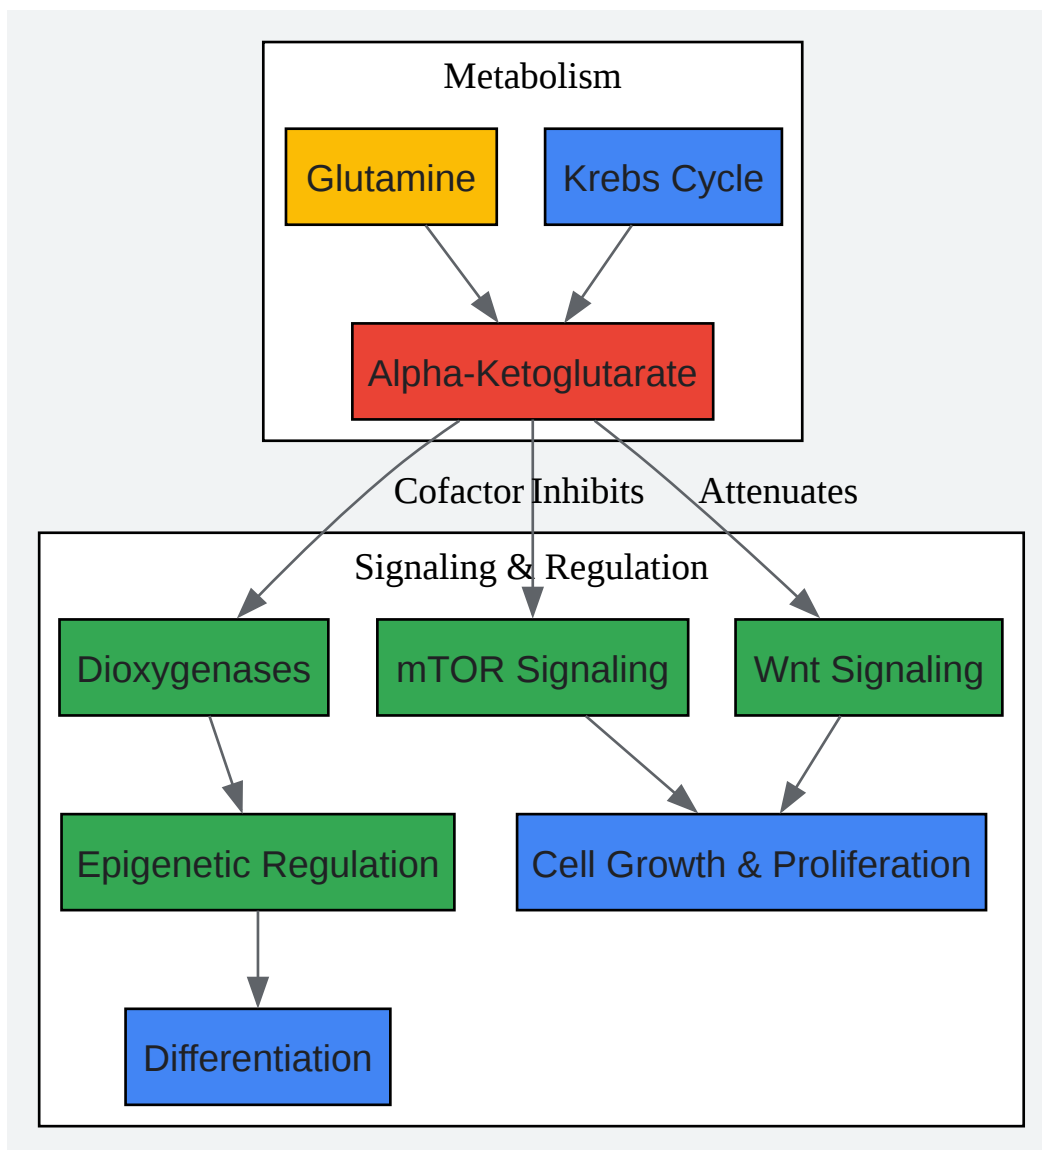 Metabolism
Glutamine
Krebs Cycle
Alpha-Ketoglutarate
Cofactor
Inhibits
Attenuates
Signaling & Regulation
Dioxygenases
mTOR Signaling
Wnt Signaling
Epigenetic Regulation
Cell Growth & Proliferation
Differentiation